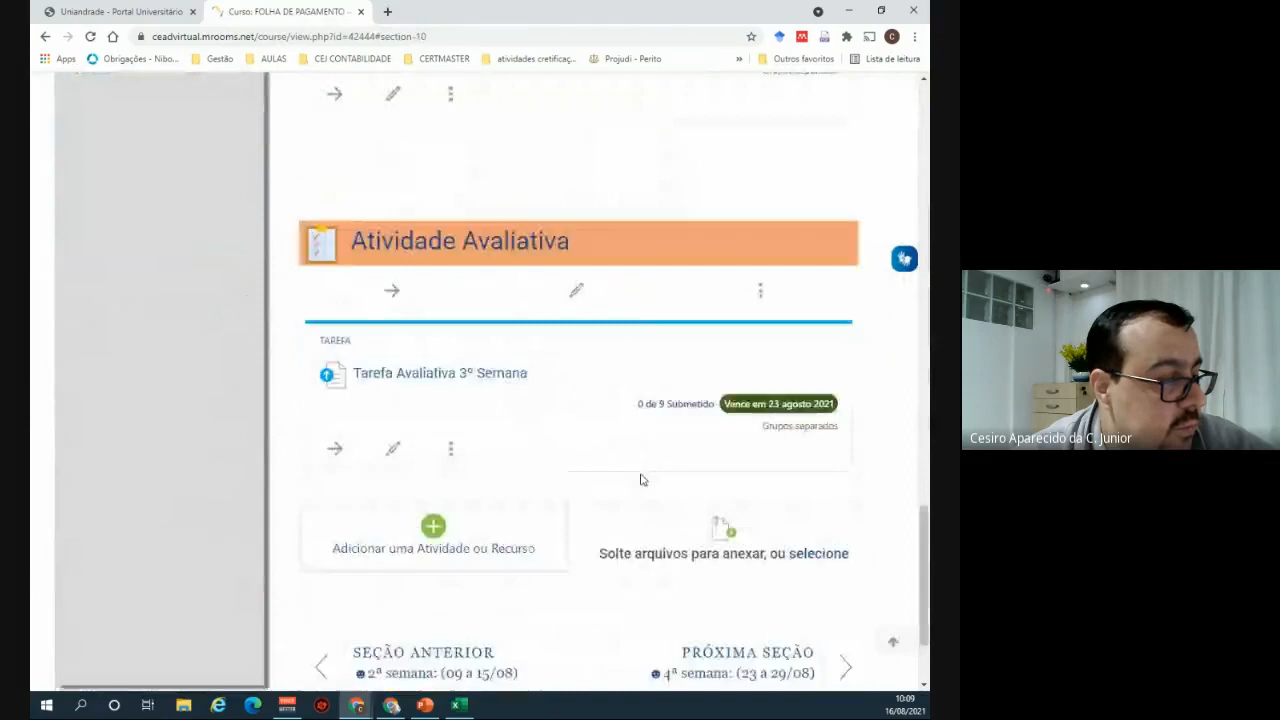 Uniandrade - Portal Universitário
Curso: FOLHA DE PAGAMENTO –
ceadvirtual.mrooms.net/course/view.php?id=42444#section-10
C
Apps
Obrigações - Nibo...
Gestão
AULAS
CEJ CONTABILIDADE
CERTMASTER
atividades cretificaç...
Projudi - Perito
»
Outros favoritos
Lista de leitura
Atividade Avaliativa
TAREFA
Tarefa Avaliativa 3º Semana
0 de 9 Submetido
Vence em 23 agosto 2021
Grupos separados
Adicionar uma Atividade ou Recurso
Solte arquivos para anexar, ou selecione
SEÇÃO ANTERIOR
2ª semana: (09 a 15/08)
PRÓXIMA SEÇÃO
4ª semana: (23 a 29/08)
10:09
16/08/2021
Cesiro Aparecido da C. Junior